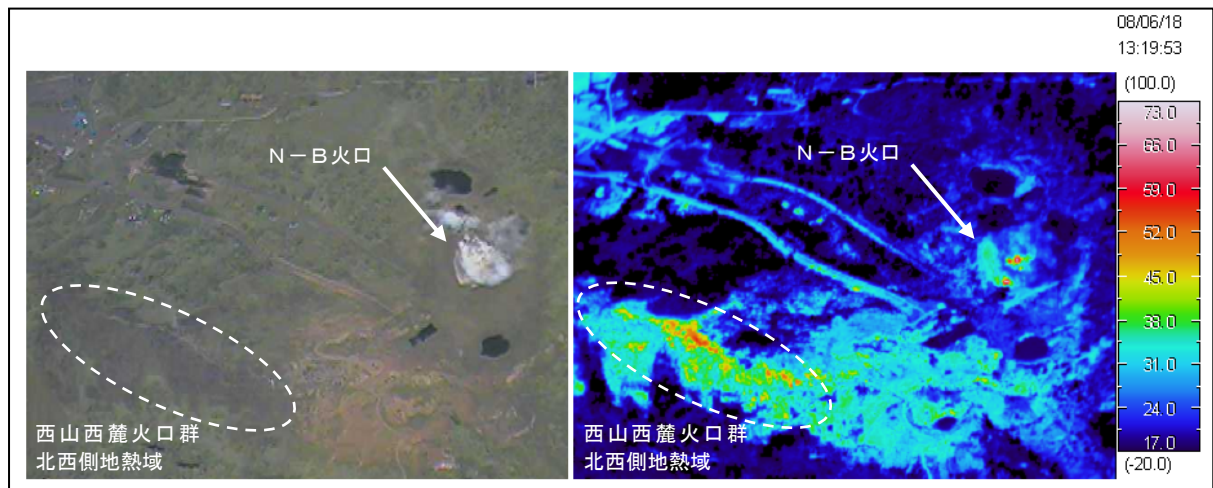 08/06/18
13:19:53
(100.0)
73.0
66.0
59.0
52.0
45.0
38.0
31.0
24.0
17.0
(-20.0)
N-B火口
N-B火口
西山西麓火口群
北西側地熱域
西山西麓火口群
北西側地熱域